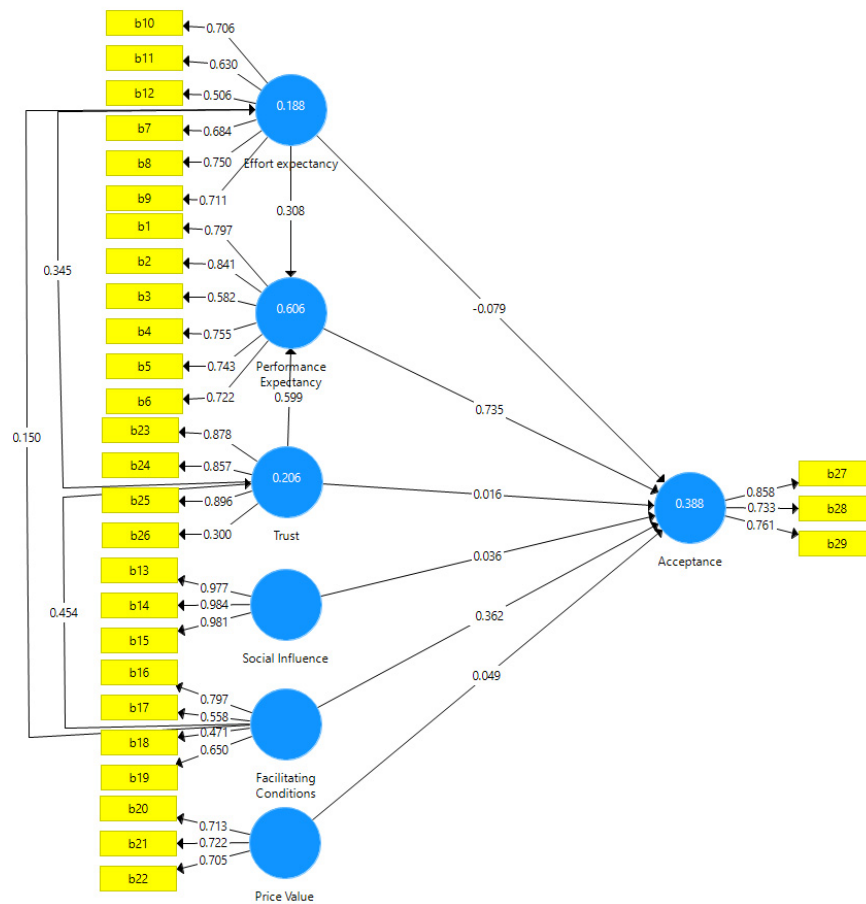 b10
0.706
b11
0.630
b12
0.506
0.188
b7
0.684
b8
0.750
Effort expectancy
b9
0.711
0.308
b1
0.797
b2
0.841
0.345
b3
0.582
-0.079
0.606
b4
0.755
b5
0.743
Performance
Expectancy
b6
0.722
0.599
0.735
0.150
b23
0.878
b24
0.857
b27
0.858
0.206
b25
0.896
0.016
0.388
b28
0.733
b26
0.300
Trust
b29
0.761
Acceptance
b13
0.977
0.036
b14
0.984
0.454
b15
0.981
0.362
Social Influence
b16
0.797
0.049
b17
0.558
b18
0.471
b19
0.650
Facilitating
Conditions
b20
0.713
b21
0.722
b22
0.705
Price Value